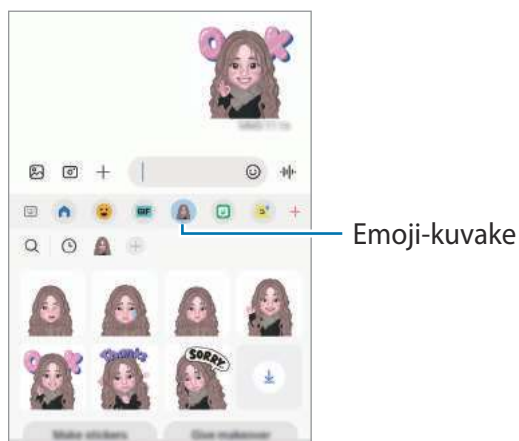 OK
GIF
Emoji-kuvake
Thanks
SORRY
Make stickers
Give makeover